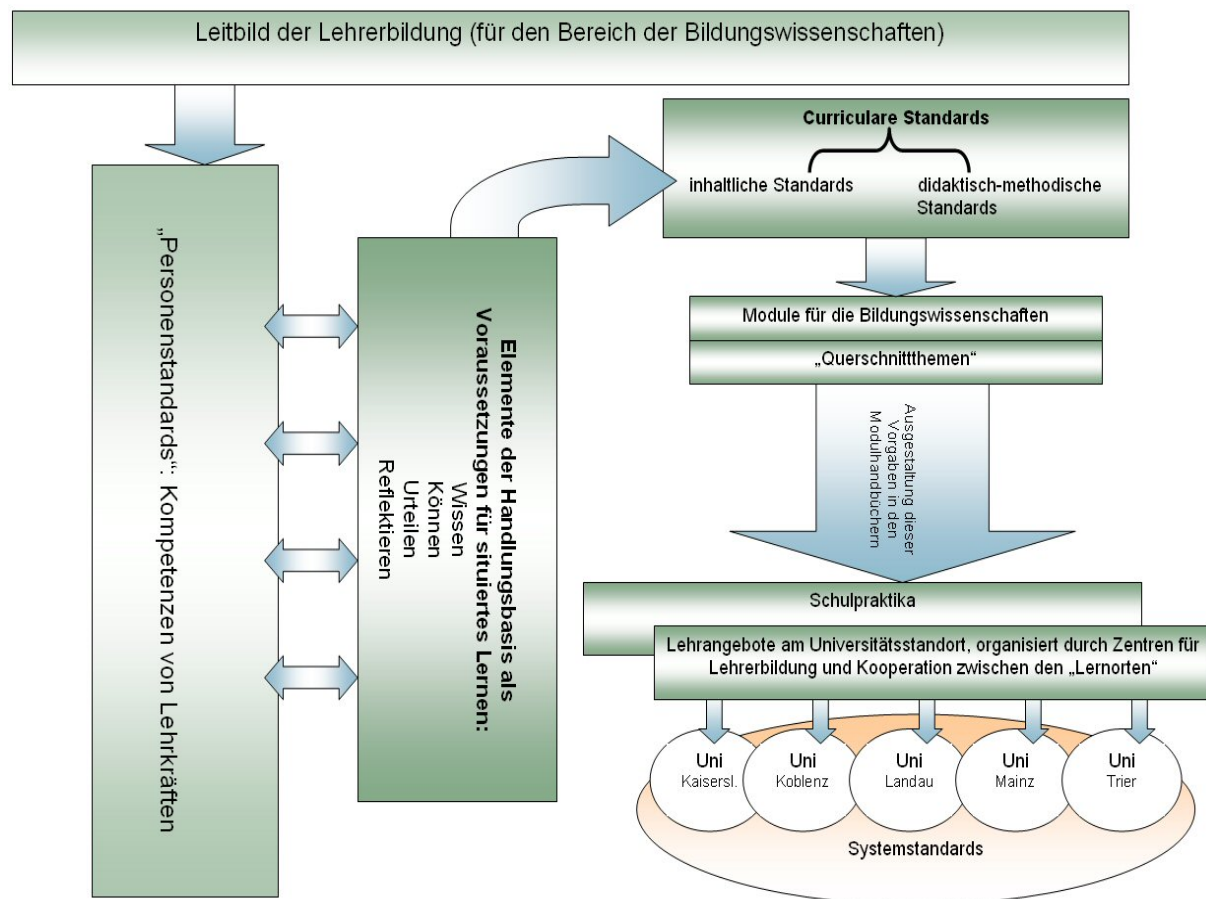 Leitbild der Lehrerbildung (für den Bereich der Bildungswissenschaften)
„Personenstandards“: Kompetenzen von Lehrkräften
Elemente der Handlungsbasis als
Voraussetzungen für situiertes Lernen:
Wissen
Können
Urteilen
Reflektieren
Curriculare Standards
inhaltliche Standards
didaktisch-methodische
Standards
Module für die Bildungswissenschaften
„Querschnittthemen“
Ausgestaltung dieser
Vorgaben in den
Modulhandbüchern
Schulpraktika
Lehrangebote am Universitätsstandort, organisiert durch Zentren für
Lehrerbildung und Kooperation zwischen den „Lernorten“
Uni
Kaisersl.
Uni
Koblenz
Uni
Landau
Uni
Mainz
Uni
Trier
Systemstandards